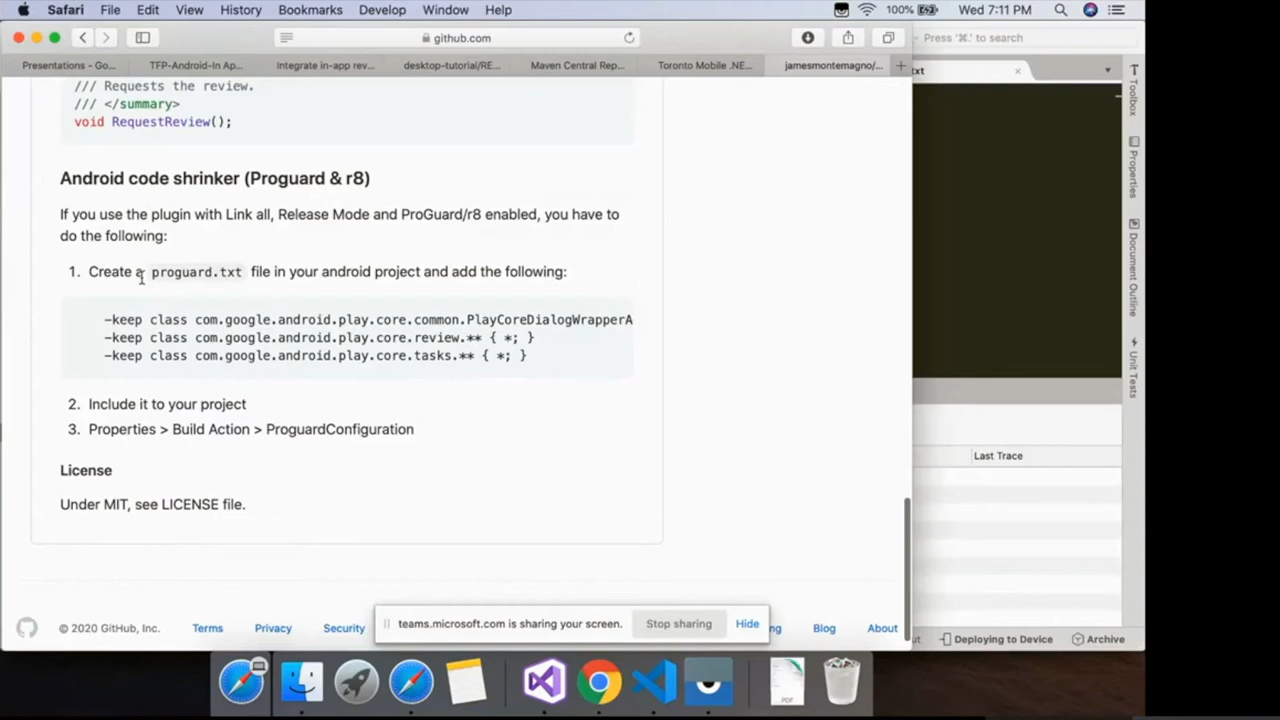 Safari File Edit View History Bookmarks Develop Window Help 100% Wed 7:11 PM
github.com
Press '⌘.' to search
Presentations - Go... TFP-Android-In Ap... Integrate in-app rev... desktop-tutorial/RE... Maven Central Rep... Toronto Mobile .NE... jamesmontemagno/... + txt ×
/// Requests the review.
/// </summary>
void RequestReview();
Android code shrinker (Proguard & r8)
If you use the plugin with Link all, Release Mode and ProGuard/r8 enabled, you have to
do the following:
1. Create a proguard.txt file in your android project and add the following:
-keep class com.google.android.play.core.common.PlayCoreDialogWrapperA
-keep class com.google.android.play.core.review.** { *; }
-keep class com.google.android.play.core.tasks.** { *; }
2. Include it to your project
3. Properties > Build Action > ProguardConfiguration
License
Under MIT, see LICENSE file.
Toolbox
Properties
Document Outline
Unit Tests
Last Trace
© 2020 GitHub, Inc. Terms Privacy Security ng Blog About
teams.microsoft.com is sharing your screen. Stop sharing Hide
ut Deploying to Device Archive
PDF